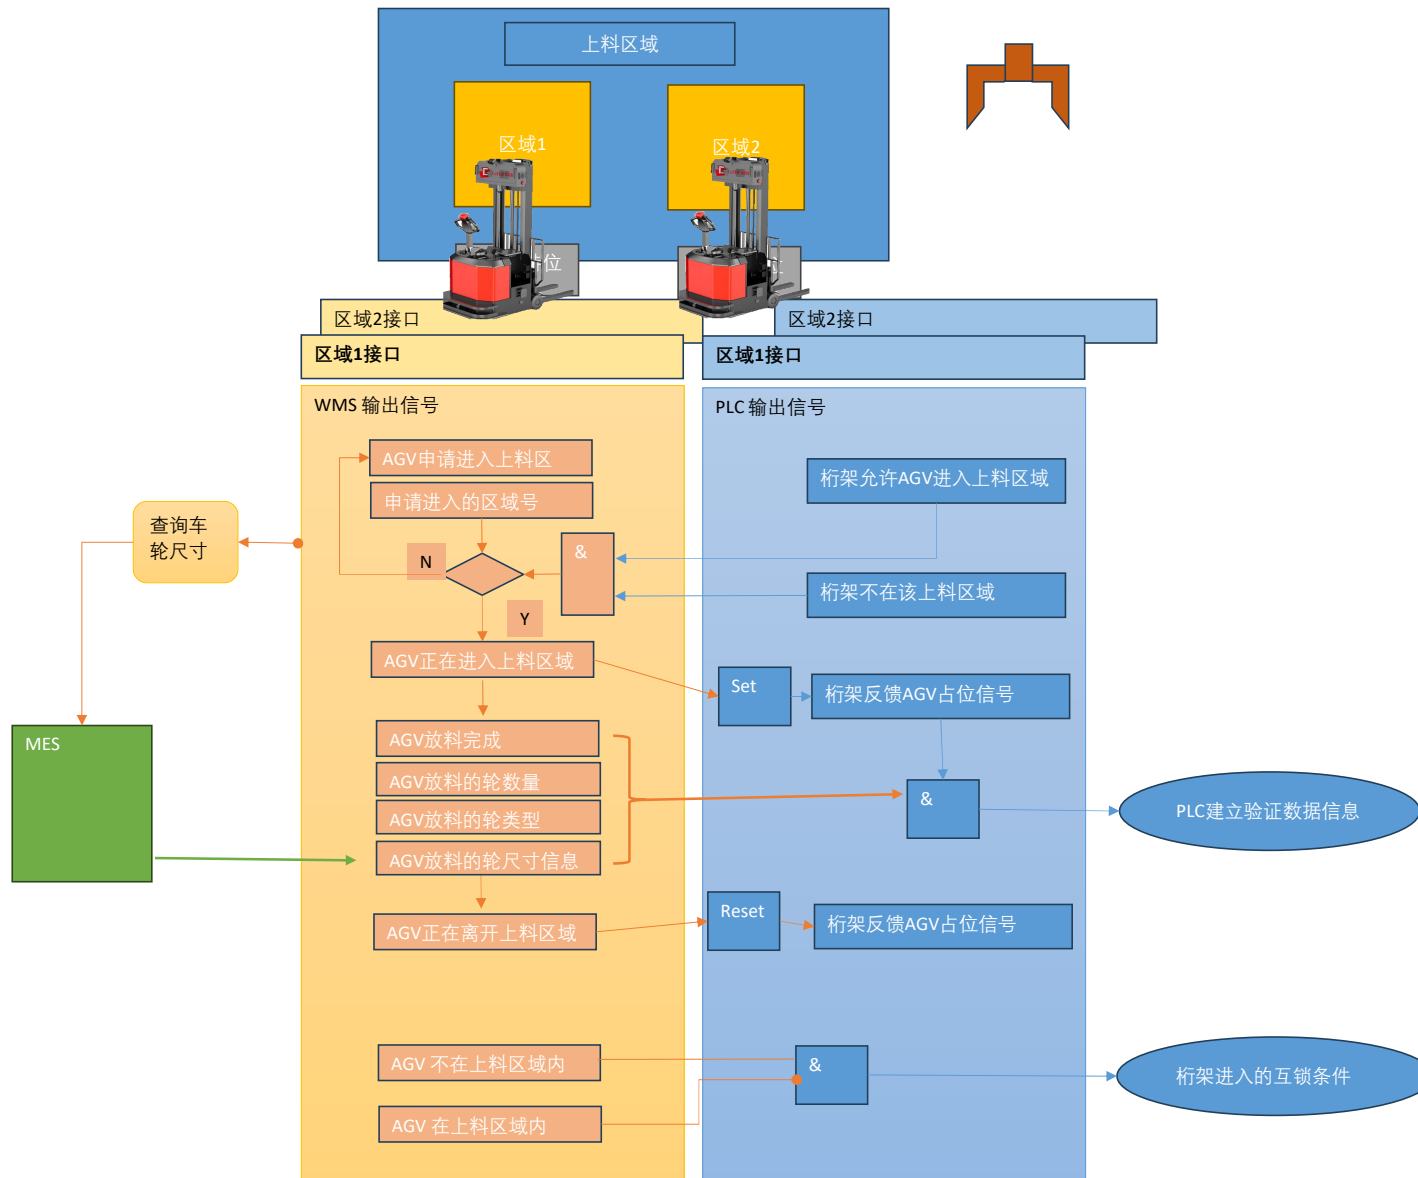 上料区域
区域1
区域2
位
区域2接口
区域2接口
区域1接口
区域1接口
WMS 输出信号
PLC 输出信号
AGV申请进入上料区
桁架允许AGV进入上料区域
申请进入的区域号
查询车
轮尺寸
&
N
桁架不在该上料区域
Y
AGV正在进入上料区域
Set
桁架反馈AGV占位信号
MES
AGV放料完成
AGV放料的轮数量
&
PLC建立验证数据信息
AGV放料的轮类型
AGV放料的轮尺寸信息
Reset
桁架反馈AGV占位信号
AGV正在离开上料区域
AGV 不在上料区域内
&
桁架进入的互锁条件
AGV 在上料区域内